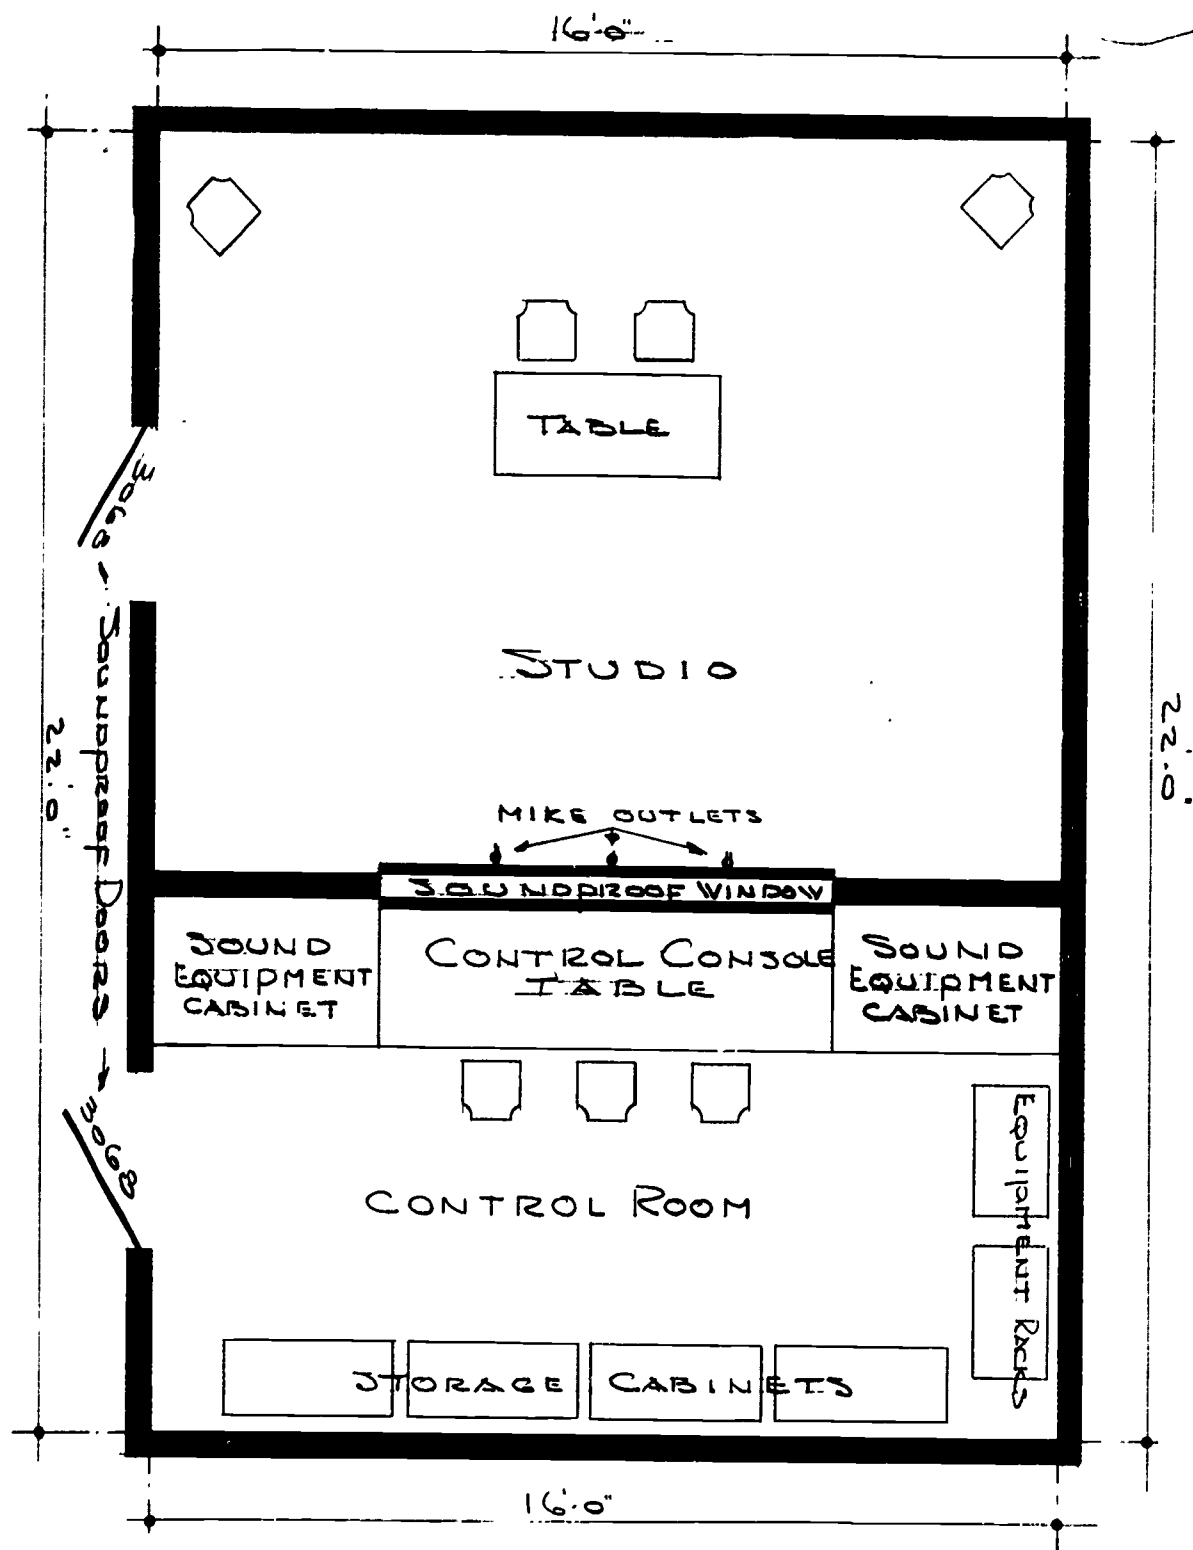 16'-0"
TABLE
3068
SOUNDPROOF DOORS
22'-0"
22'-0"
STUDIO
MIKE OUTLETS
SOUNDPROOF WINDOW
SOUND
EQUIPMENT
CABINET
CONTROL CONSOLE
TABLE
SOUND
EQUIPMENT
CABINET
3068
EQUIPMENT RACKS
CONTROL ROOM
STORAGE CABINETS
16'-0"